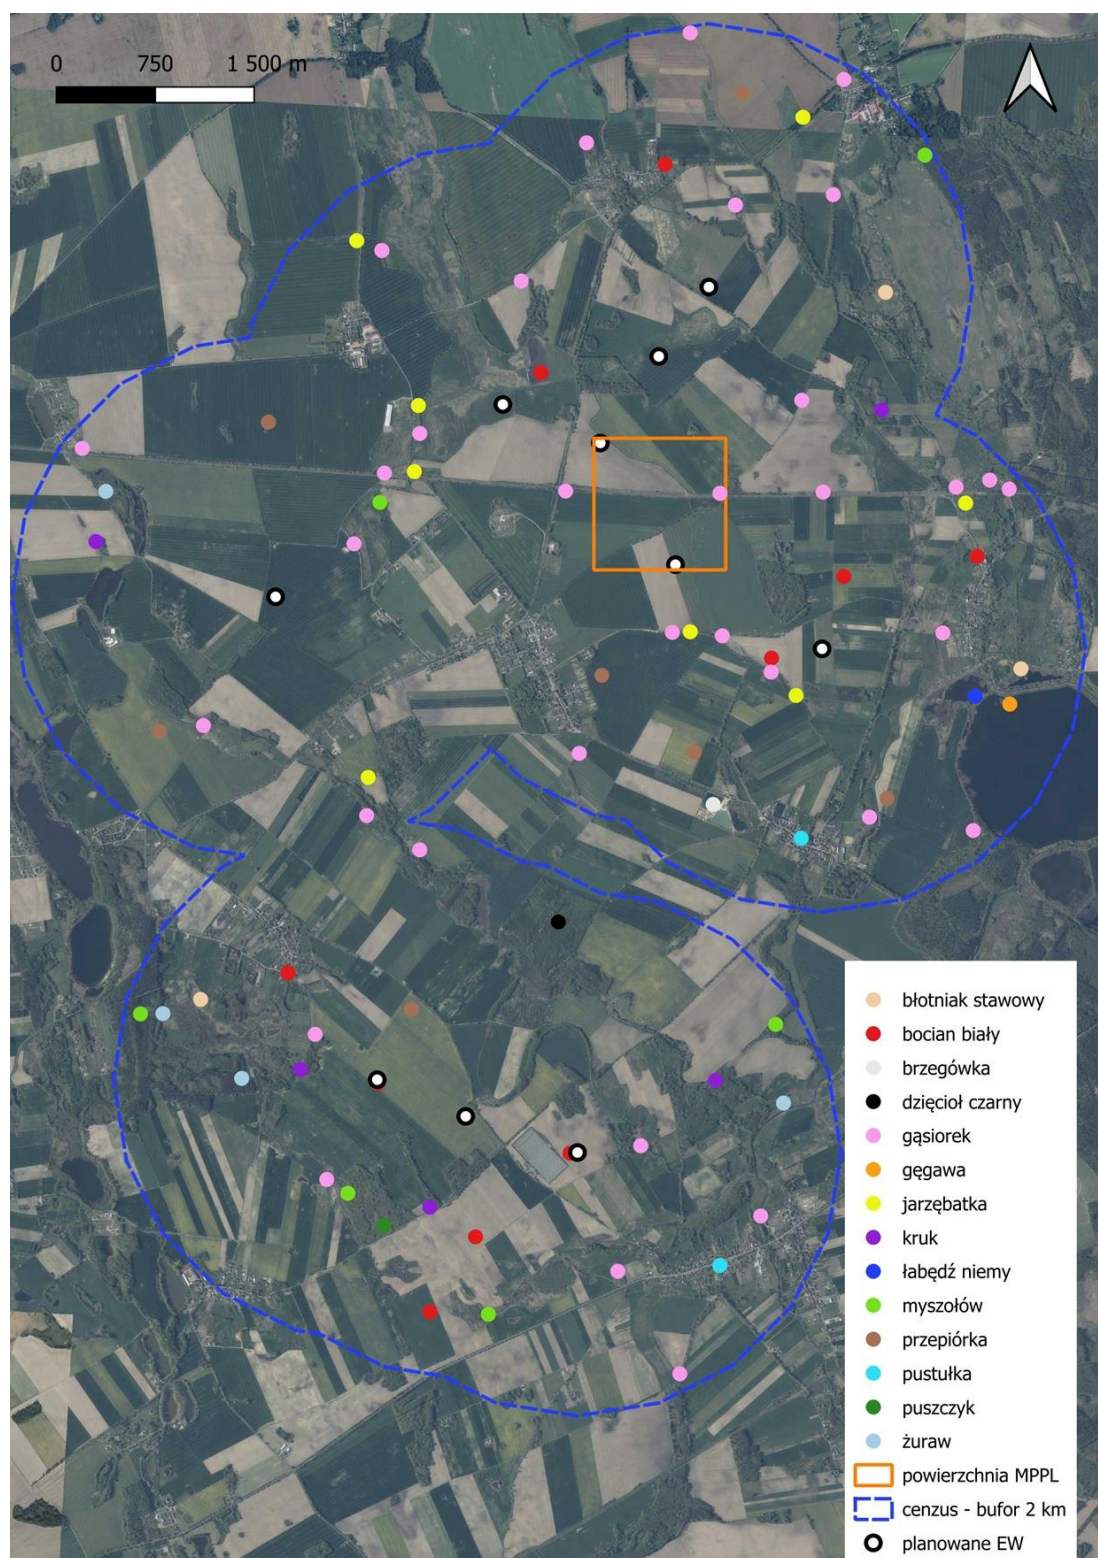 0 750 1 500 m
błotniak stawowy
bocian biały
brzegówka
dzięcioł czarny
gąsiorek
gęgawa
jarzębatka
kruk
łabędź niemy
myszołów
przepiórka
pustułka
puszczyk
żuraw
powierzchnia MPPL
cenzus - bufor 2 km
planowane EW